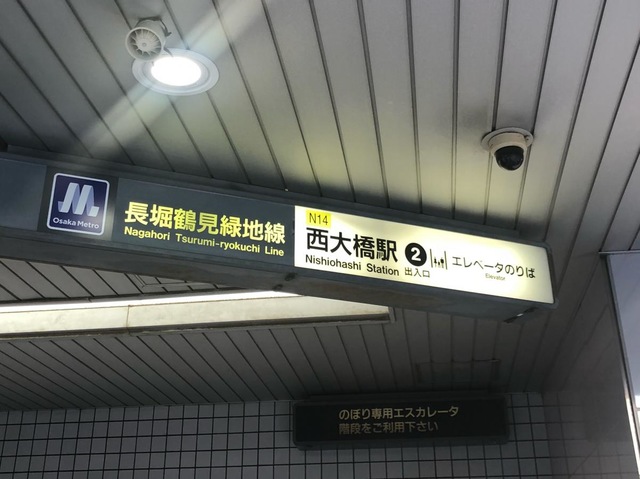 Osaka Metro
長堀鶴見緑地線
Nagahori Tsurumi-ryokuchi Line
N14
西大橋駅 2 エレベータのりば
Nishiohashi Station 出入口 Elevator
のぼり専用エスカレータ
階段をご利用下さい